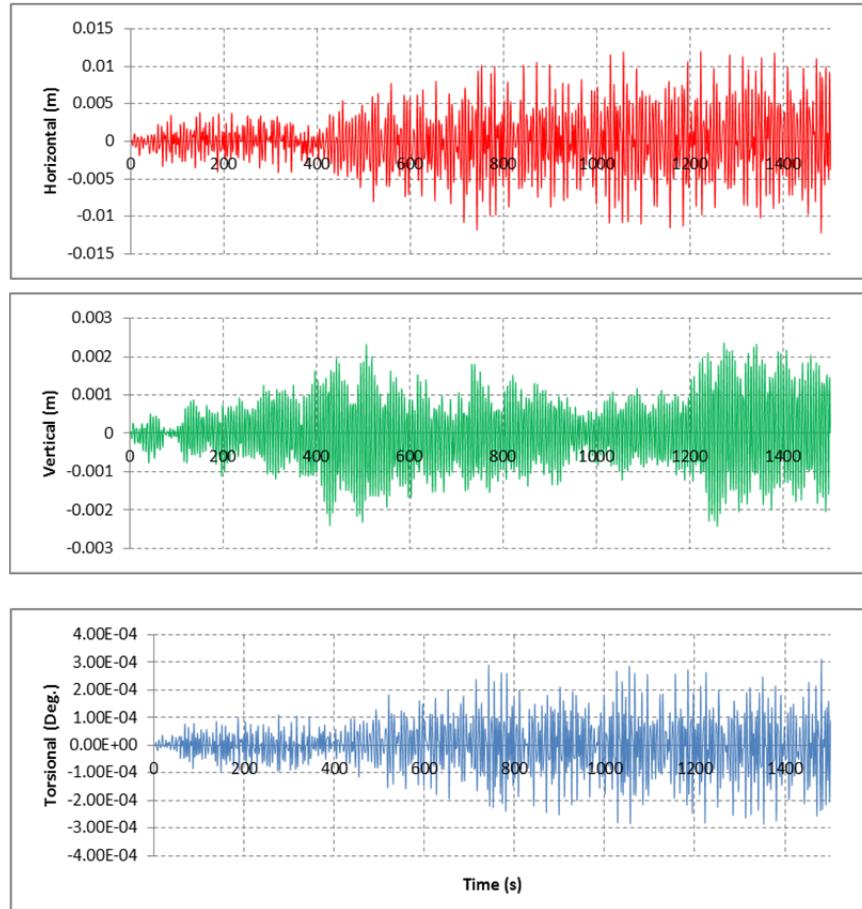 0.015
0.01
0.005
0
-0.005
-0.01
-0.015
Horizontal (m)
0 200 400 600 800 1000 1200 1400
0.003
0.002
0.001
0
-0.001
-0.002
-0.003
Vertical (m)
0 200 400 600 800 1000 1200 1400
4.00E-04
3.00E-04
2.00E-04
1.00E-04
0.00E+00
-1.00E-04
-2.00E-04
-3.00E-04
-4.00E-04
Torsional (Deg.)
0 200 400 600 800 1000 1200 1400
Time (s)